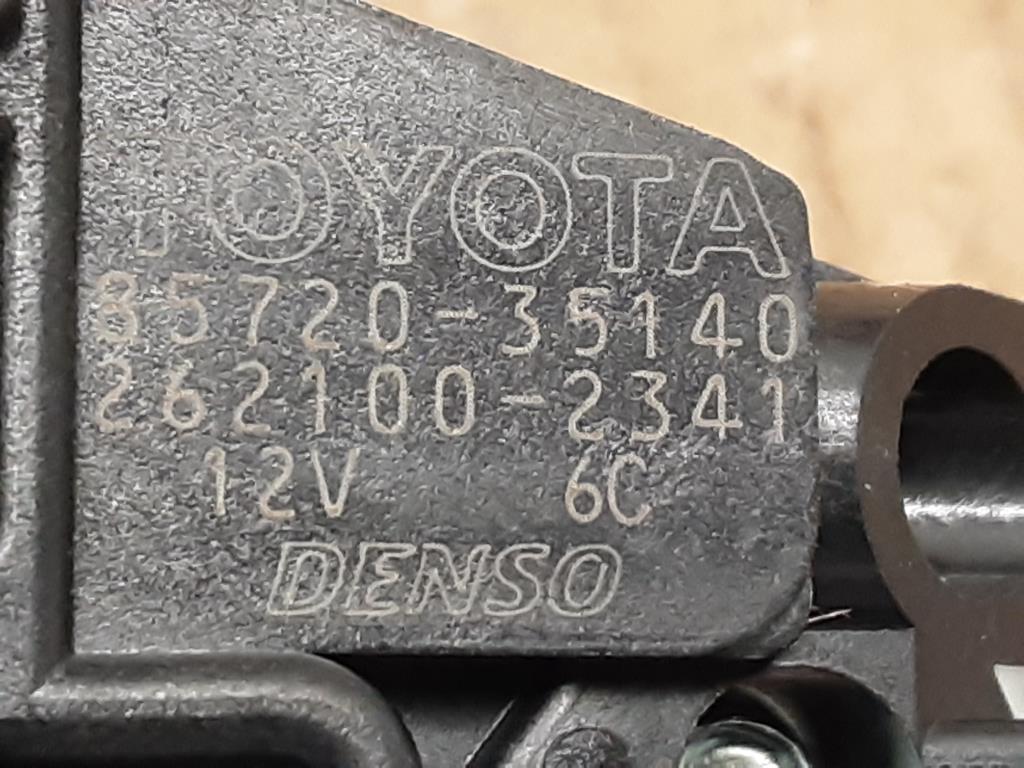 TOYOTA
85720-35140
262100-2341
12V 6C
DENSO